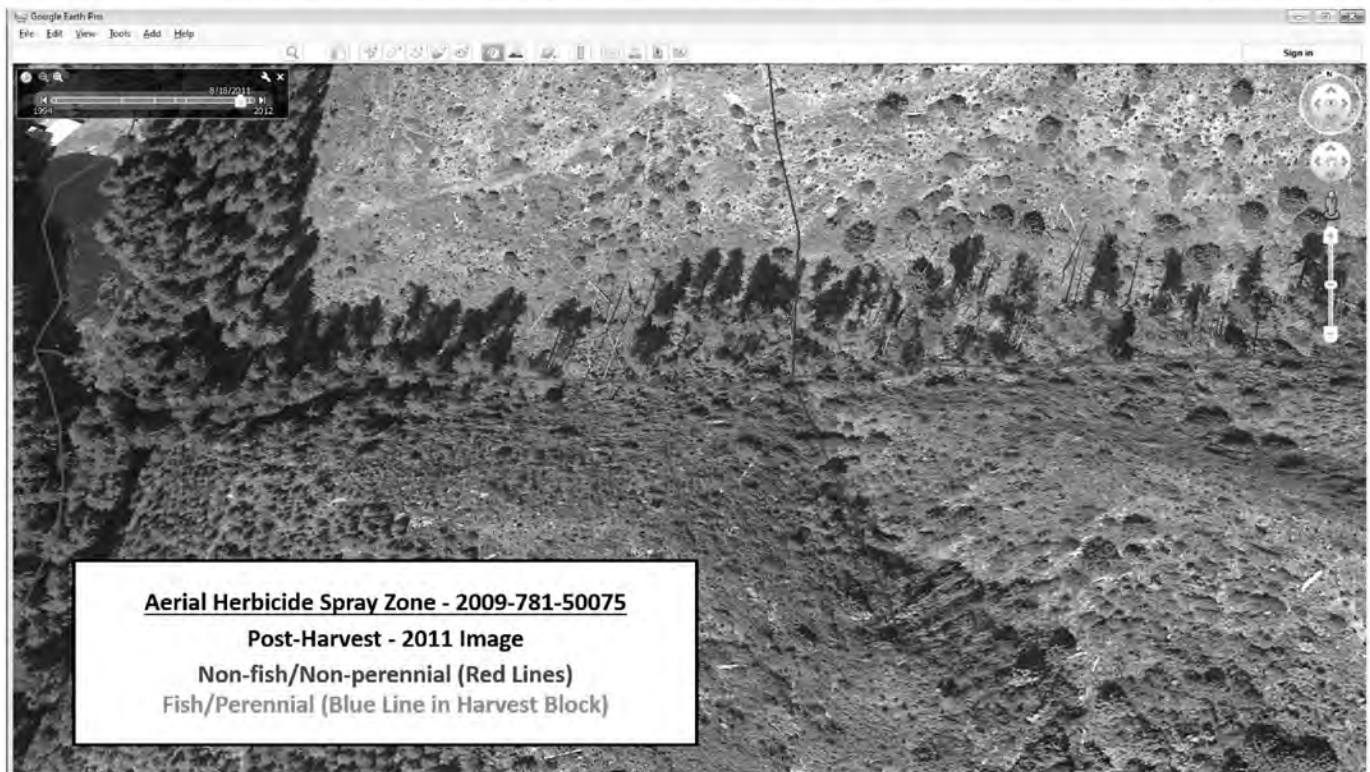 Google Earth Pro
File Edit View Tools Add Help
Sign in
8/18/2011
1994 2012
N
Aerial Herbicide Spray Zone - 2009-781-50075
Post-Harvest - 2011 Image
Non-fish/Non-perennial (Red Lines)
Fish/Perennial (Blue Line in Harvest Block)